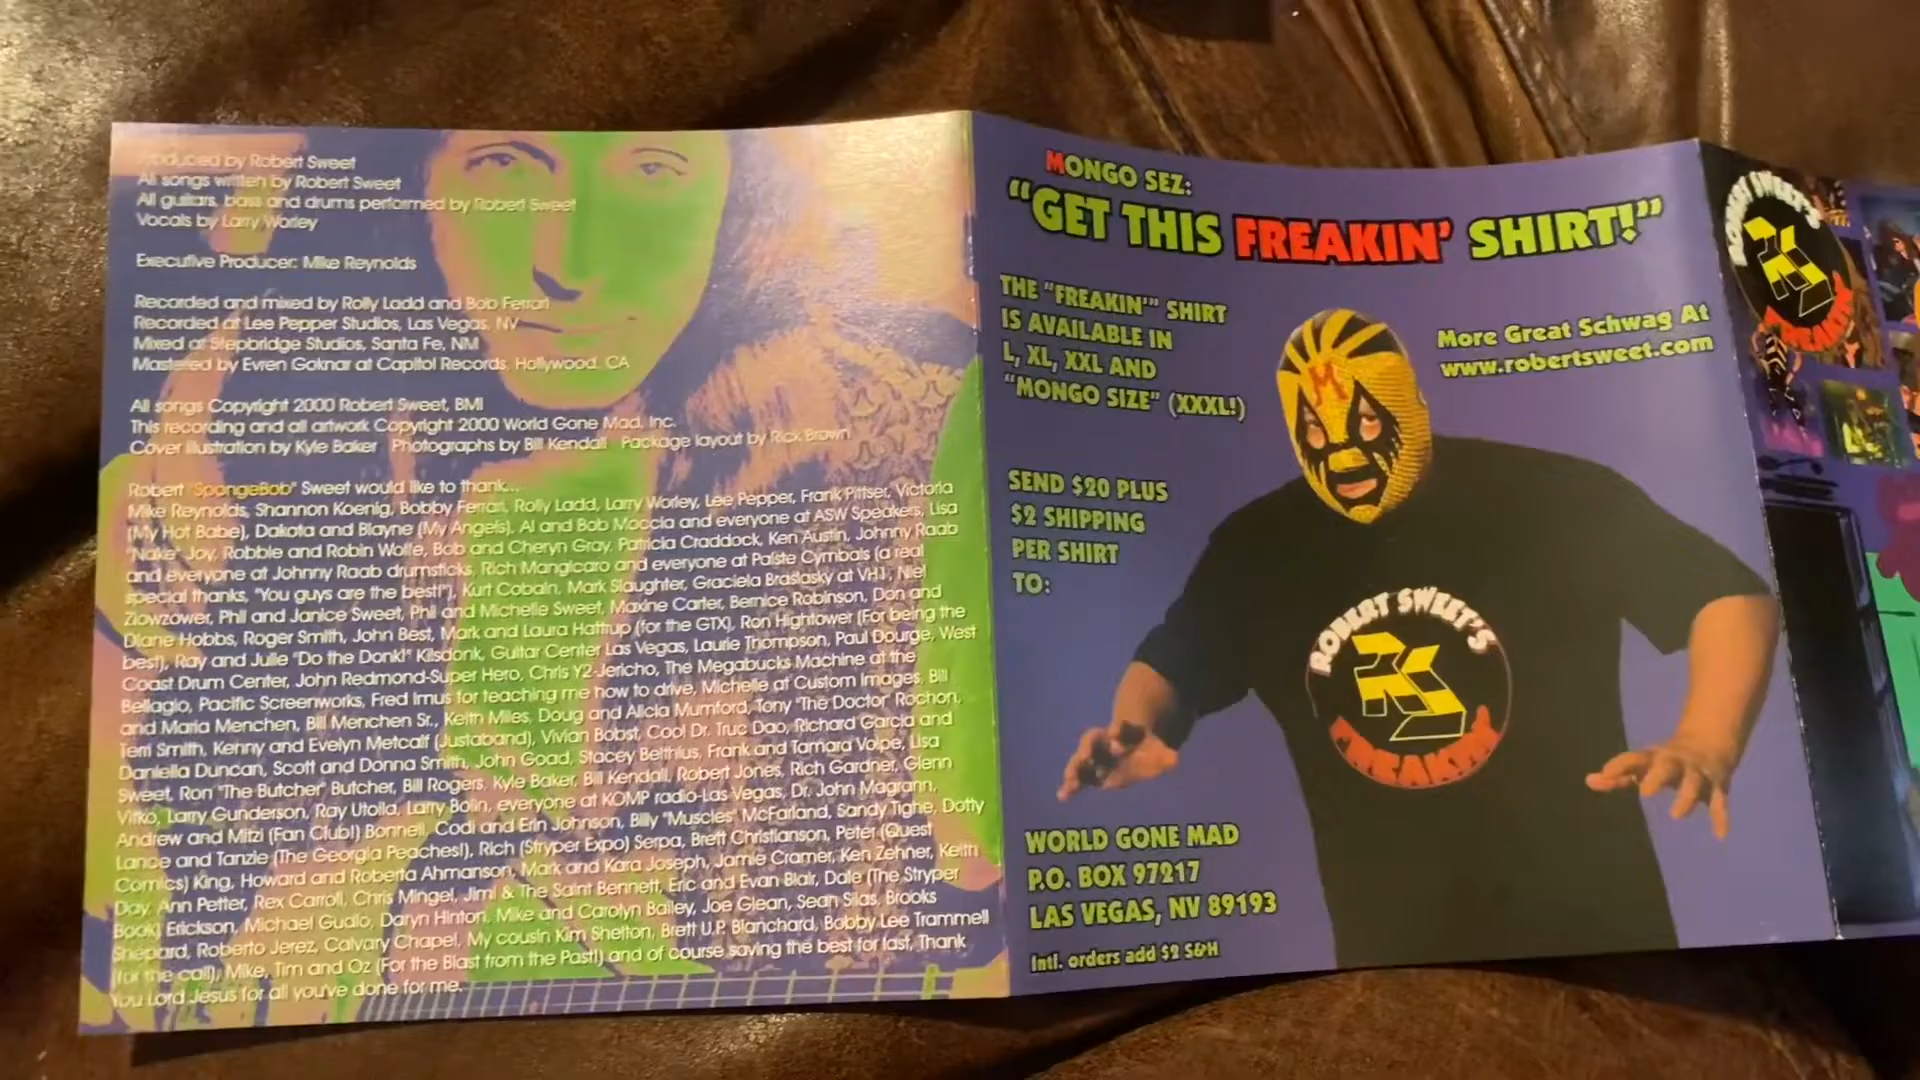 Produced by Robert Sweet
All songs written by Robert Sweet
All guitars, bass and drums performed by Robert Sweet
Vocals by Larry Worley
Executive Producer: Mike Reynolds
Recorded and mixed by Rolly Ladd and Bob Ferrari
Recorded at Lee Pepper Studios, Las Vegas, NV
Mixed at Stepbridge Studios, Santa Fe, NM
Mastered by Evren Goknar at Capitol Records, Hollywood, CA
All songs Copyright 2000 Robert Sweet, BMI
This recording and all artwork Copyright 2000 World Gone Mad, Inc.
Cover Illustration by Kyle Baker Photographs by Bill Kendall Package layout by Rick Brown
Robert "SpongeBob" Sweet would like to thank...
Mike Reynolds, Shannon Koenig, Bobby Ferrari, Rolly Ladd, Larry Worley, Lee Pepper, Frank Pittser, Victoria
(My Hot Babe), Dakota and Blayne (My Angels), Al and Bob Moccia and everyone at ASW Speakers, Lisa
"Nake" Joy, Robbie and Robin Wolfe, Bob and Cheryn Gray, Patricia Craddock, Ken Austin, Johnny Raab
and everyone at Johnny Raab drumsticks, Rich Mangicaro and everyone at Paiste Cymbals (a real
special thanks, "You guys are the best!"), Kurt Cobain, Mark Slaughter, Graciela Braslasky at VH1, Niel
Zlowzower, Phil and Janice Sweet, Phil and Michelle Sweet, Maxine Carter, Bernice Robinson, Don and
Diane Hobbs, Roger Smith, John Best, Mark and Laura Hattrup (for the GTX), Ron Hightower (For being the
best), Ray and Julie "Do the Donk!" Kilsdonk, Guitar Center Las Vegas, Laurie Thompson, Paul Dourge, West
Coast Drum Center, John Redmond-Super Hero, Chris Y2-Jericho, The Megabucks Machine at the
Bellagio, Pacific Screenworks, Fred Imus for teaching me how to drive, Michelle at Custom Images, Bill
and Maria Menchen, Bill Menchen Sr., Keith Miles, Doug and Alicia Mumford, Tony "The Doctor" Rochon,
Terri Smith, Kenny and Evelyn Metcalf (Justaband), Vivian Bobst, Cool Dr. Truc Dao, Richard Garcia and
Daniella Duncan, Scott and Donna Smith, John Goad, Stacey Belthius, Frank and Tamara Volpe, Lisa
Sweet, Ron "The Butcher" Butcher, Bill Rogers, Kyle Baker, Bill Kendall, Robert Jones, Rich Gardner, Glenn
Vitko, Larry Gunderson, Ray Utolla, Larry Bolin, everyone at KOMP radio-Las Vegas, Dr. John Magrann,
Andrew and Mitzi (Fan Club!) Bonnell, Codi and Erin Johnson, Billy "Muscles" McFarland, Sandy Tighe, Dotty
Lance and Tanzie (The Georgia Peaches!), Rich (Stryper Expo) Serpa, Brett Christianson, Peter (Quest
Comics) King, Howard and Roberta Ahmanson, Mark and Kara Joseph, Jamie Cramer, Ken Zehner, Keith
Day, Ann Petter, Rex Carroll, Chris Mingel, Jimi & The Saint Bennett, Eric and Evan Blair, Dale (The Stryper
Book) Erickson, Michael Gudio, Daryn Hinton, Mike and Carolyn Bailey, Joe Glean, Sean Silas, Brooks
Shepard, Roberto Jerez, Calvary Chapel, My cousin Kim Shelton, Brett U.P. Blanchard, Bobby Lee Trammell
(for the call), Mike, Tim and Oz (For the Blast from the Past!) and of course saving the best for last, Thank
You Lord Jesus for all you've done for me.
MONGO SEZ:
"GET THIS FREAKIN' SHIRT!"
THE "FREAKIN'" SHIRT
IS AVAILABLE IN
L, XL, XXL AND
"MONGO SIZE" (XXXL!)
More Great Schwag At
www.robertsweet.com
SEND $20 PLUS
$2 SHIPPING
PER SHIRT
TO:
M
ROBERT SWEET'S
RS
FREAKIN'
WORLD GONE MAD
P.O. BOX 97217
LAS VEGAS, NV 89193
Intl. orders add $2 S&H
ROBERT SWEET'S
RS
FREAKIN'